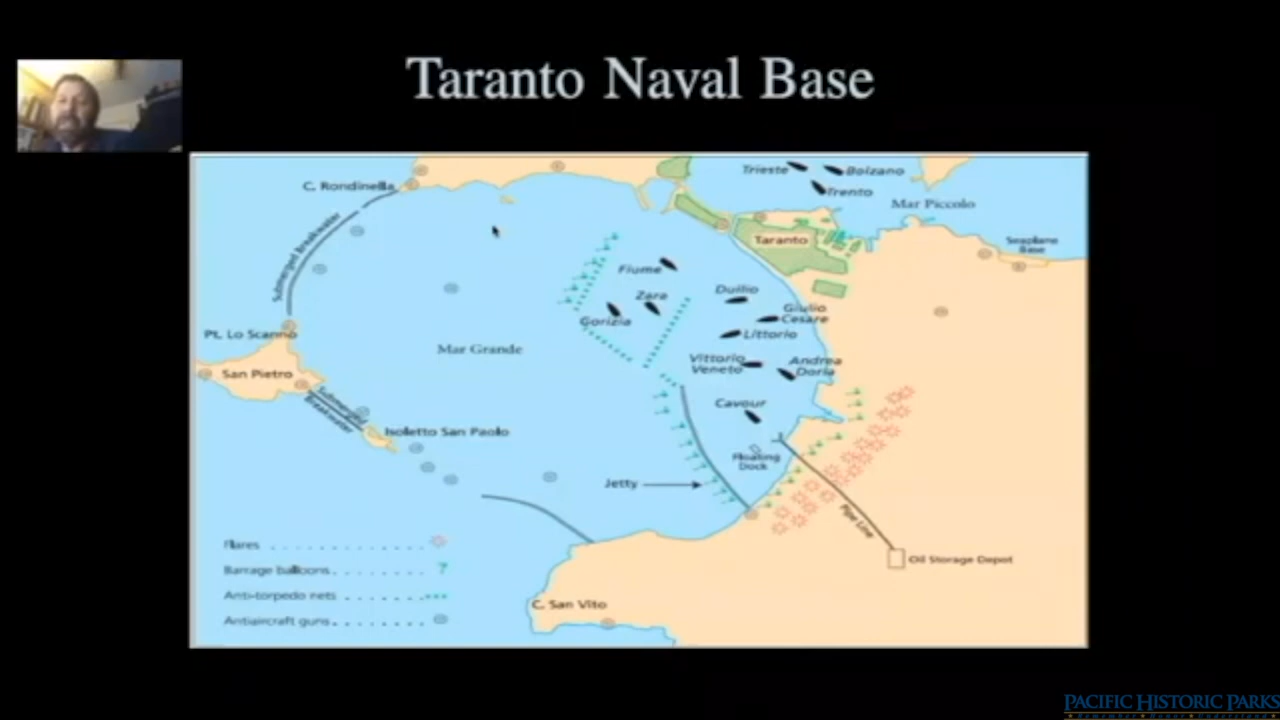 Taranto Naval Base
Trieste
Bolzano
Trento
C. Rondinella
Mar Piccolo
Submerged breakwater
Taranto
Seaplane
Base
Fiume
Zara
Duilio
Gorizia
Giulio
Cesare
Pt. Lo Scanno
Littorio
Mar Grande
Vittorio
Veneto
Andrea
Doria
San Pietro
Submerged
Breakwater
Cavour
Isoletto San Paolo
Floating
Dock
Jetty
Pipe Line
Flares
Oil Storage Depot
Barrage balloons
Anti-torpedo nets
C. San Vito
Antiaircraft guns
PACIFIC HISTORIC PARKS